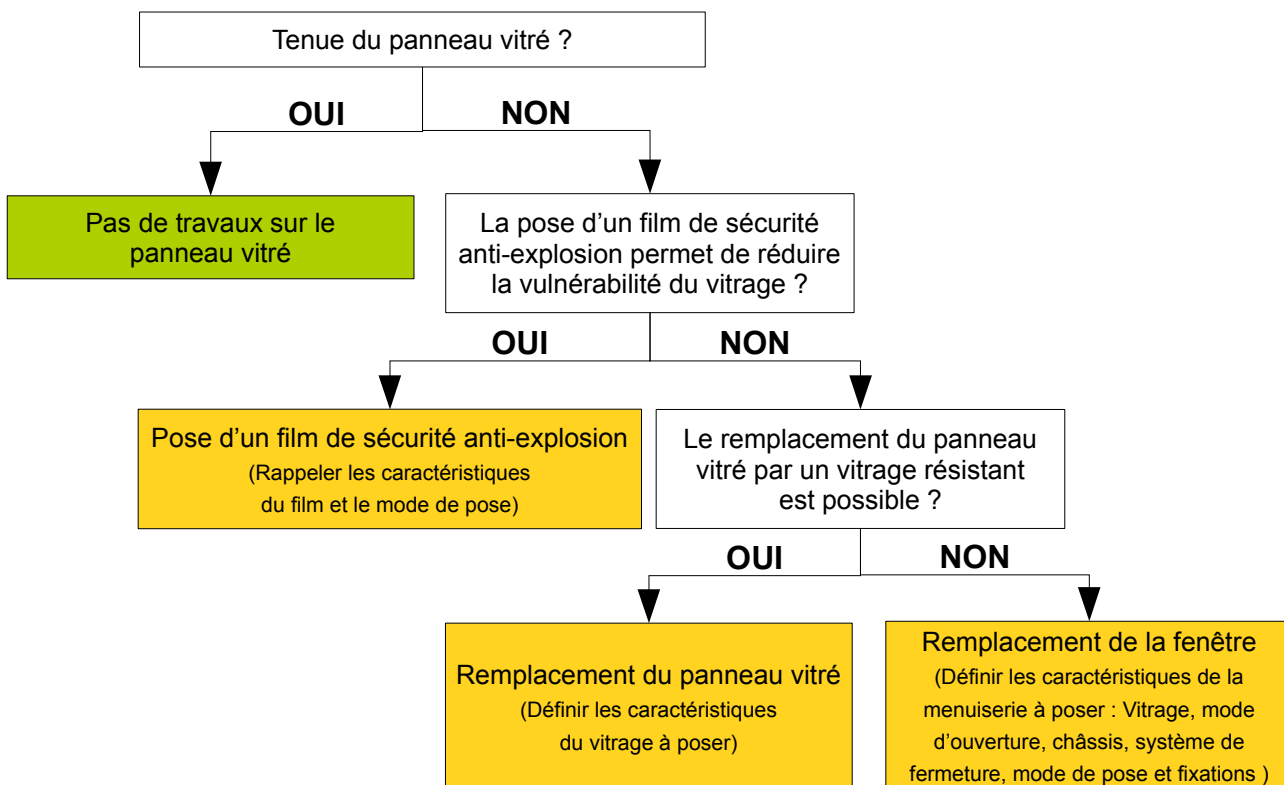 Tenue du panneau vitré ?
OUI
NON
Pas de travaux sur le
panneau vitré
La pose d'un film de sécurité
anti-explosion permet de réduire
la vulnérabilité du vitrage ?
OUI
NON
Pose d'un film de sécurité anti-explosion
(Rappeler les caractéristiques
du film et le mode de pose)
Le remplacement du panneau
vitré par un vitrage résistant
est possible ?
OUI
NON
Remplacement du panneau vitré
(Définir les caractéristiques
du vitrage à poser)
Remplacement de la fenêtre
(Définir les caractéristiques de la
menuiserie à poser : Vitrage, mode
d'ouverture, châssis, système de
fermeture, mode de pose et fixations )